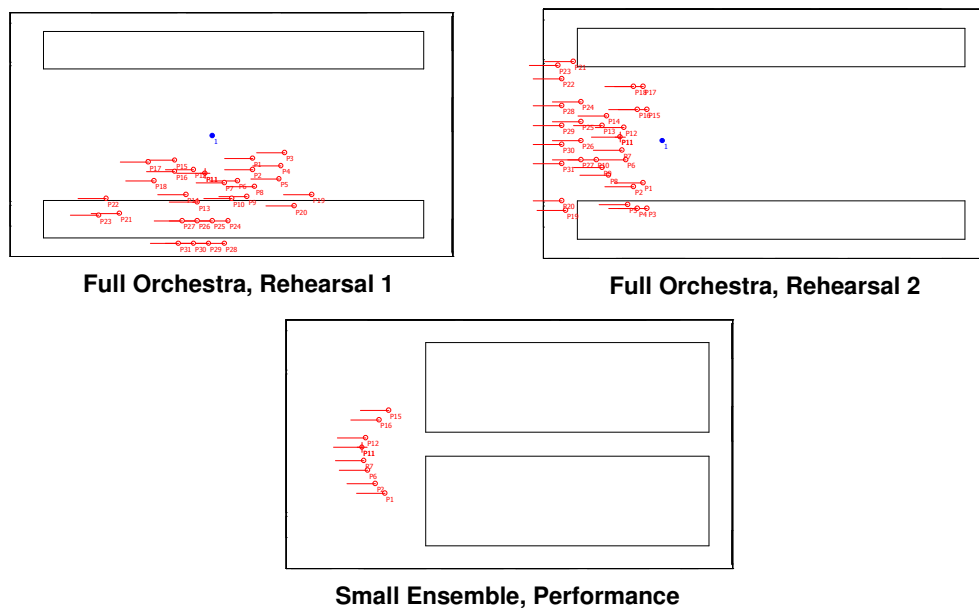 1
P3
P15
P1
P17
P4
P16
P12
P11
P2
P18
P7
P6
P5
P8
P14
P9
P19
P22
P13
P10
P20
P23
P21
P27
P26
P25
P24
P31
P30
P29
P28
Full Orchestra, Rehearsal 1
P21
P23
P22
P18
P17
P24
P28
P16
P15
P14
P25
P13
P12
P29
P11
1
P26
P30
P7
P27
P10
P6
P31
P9
P8
P1
P2
P20
P5
P4
P3
P19
Full Orchestra, Rehearsal 2
P15
P16
P12
P11
P7
P6
P2
P1
Small Ensemble, Performance